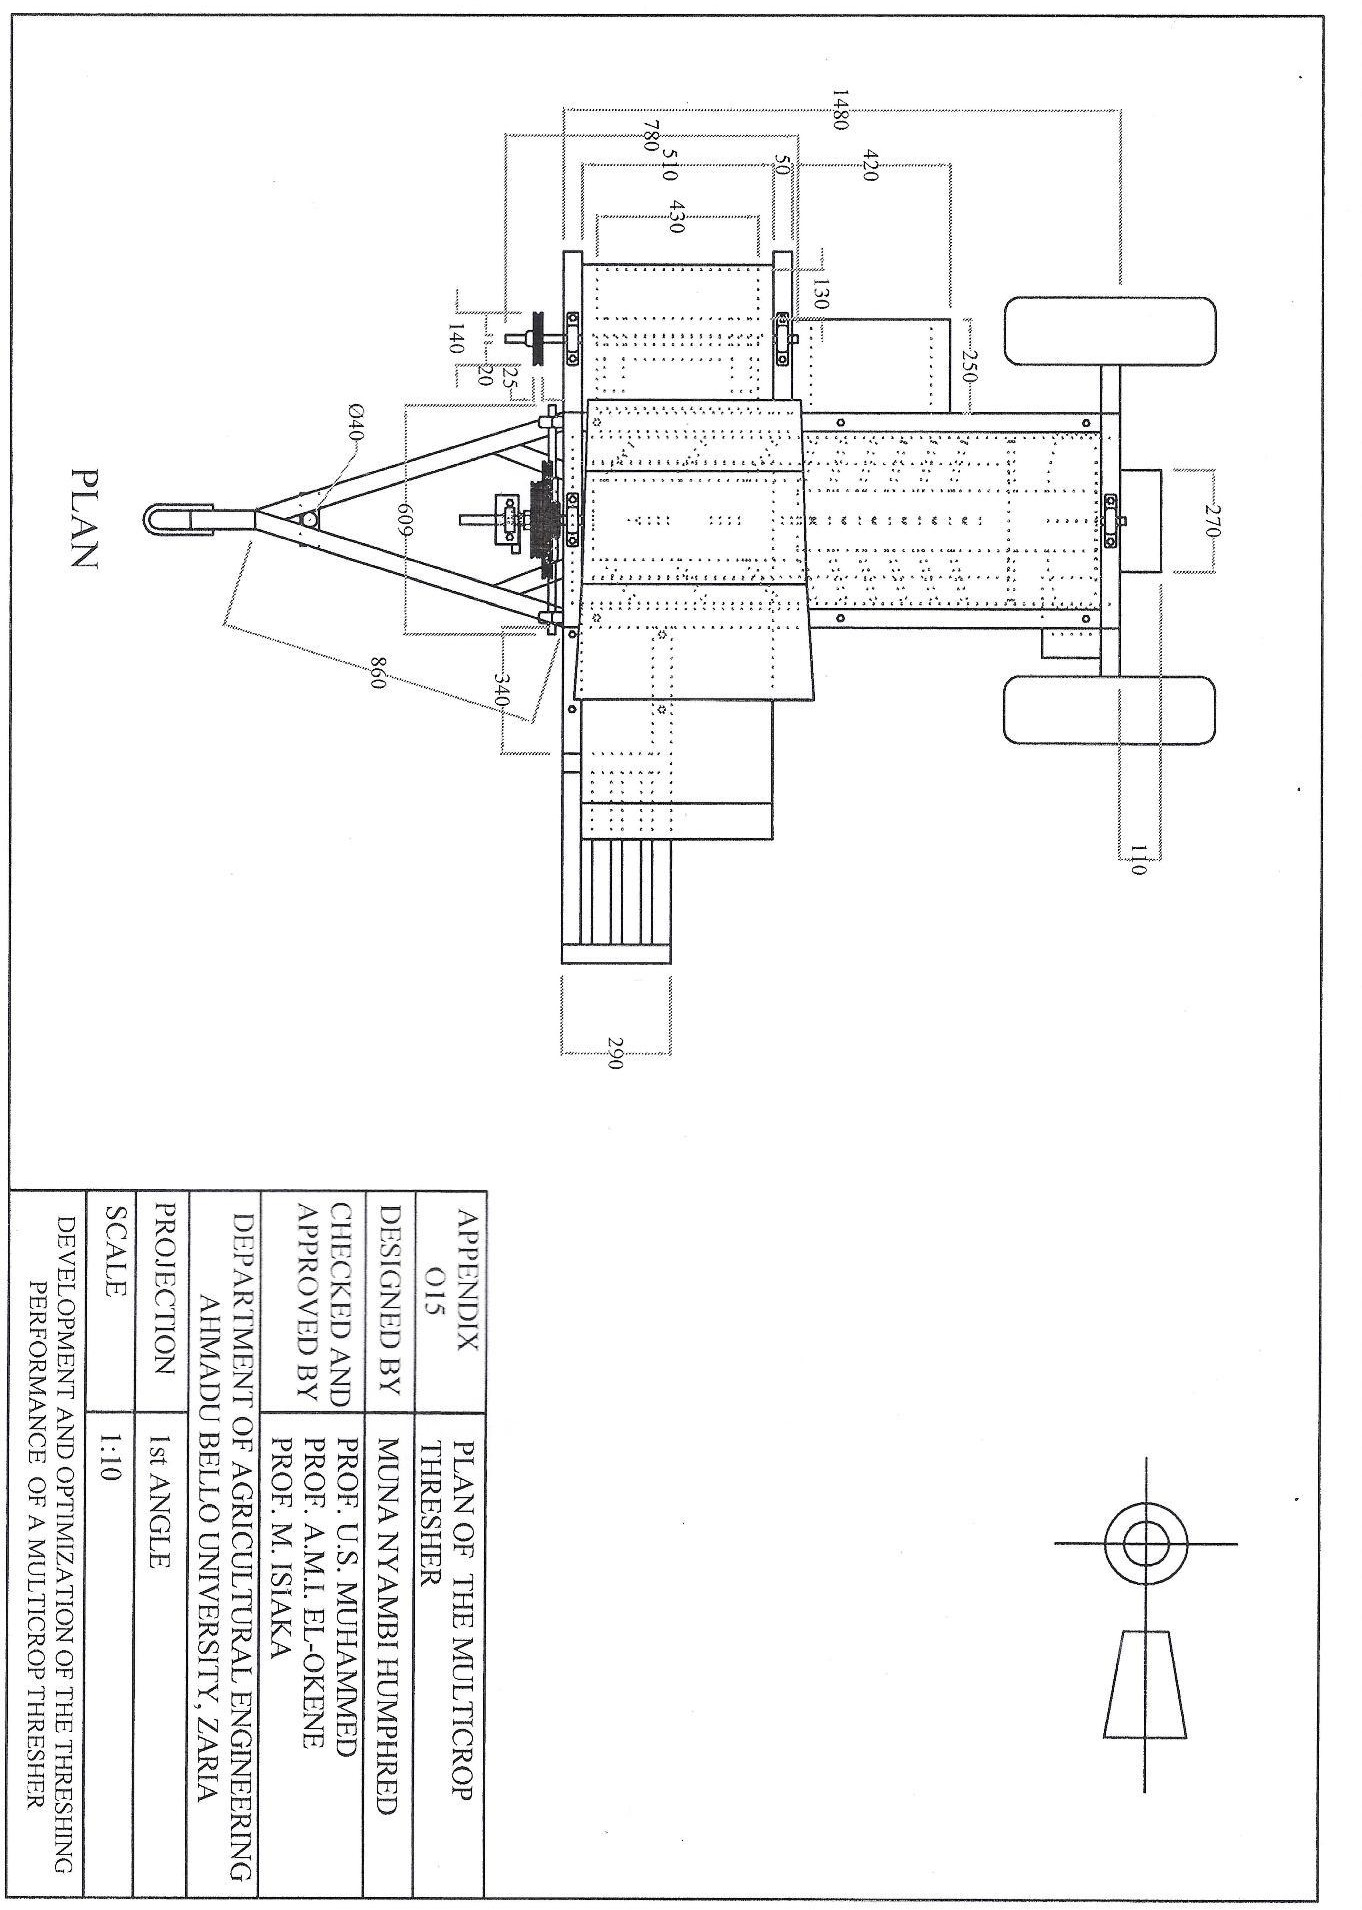 1480
780
510
50
420
430
130
250
140
20
25
Ø40
609
270
860
340
110
290
PLAN
APPENDIX
O15
PLAN OF THE MULTICROP
THRESHER
DESIGNED BY
MUNA NYAMBI HUMPHRED
CHECKED AND
APPROVED BY
PROF. U.S. MUHAMMED
PROF. A.M.I. EL-OKENE
PROF. M. ISIAKA
DEPARTMENT OF AGRICULTURAL ENGINEERING
AHMADU BELLO UNIVERSITY, ZARIA
PROJECTION
1st ANGLE
SCALE
1:10
DEVELOPMENT AND OPTIMIZATION OF THE THRESHING
PERFORMANCE OF A MULTICROP THRESHER